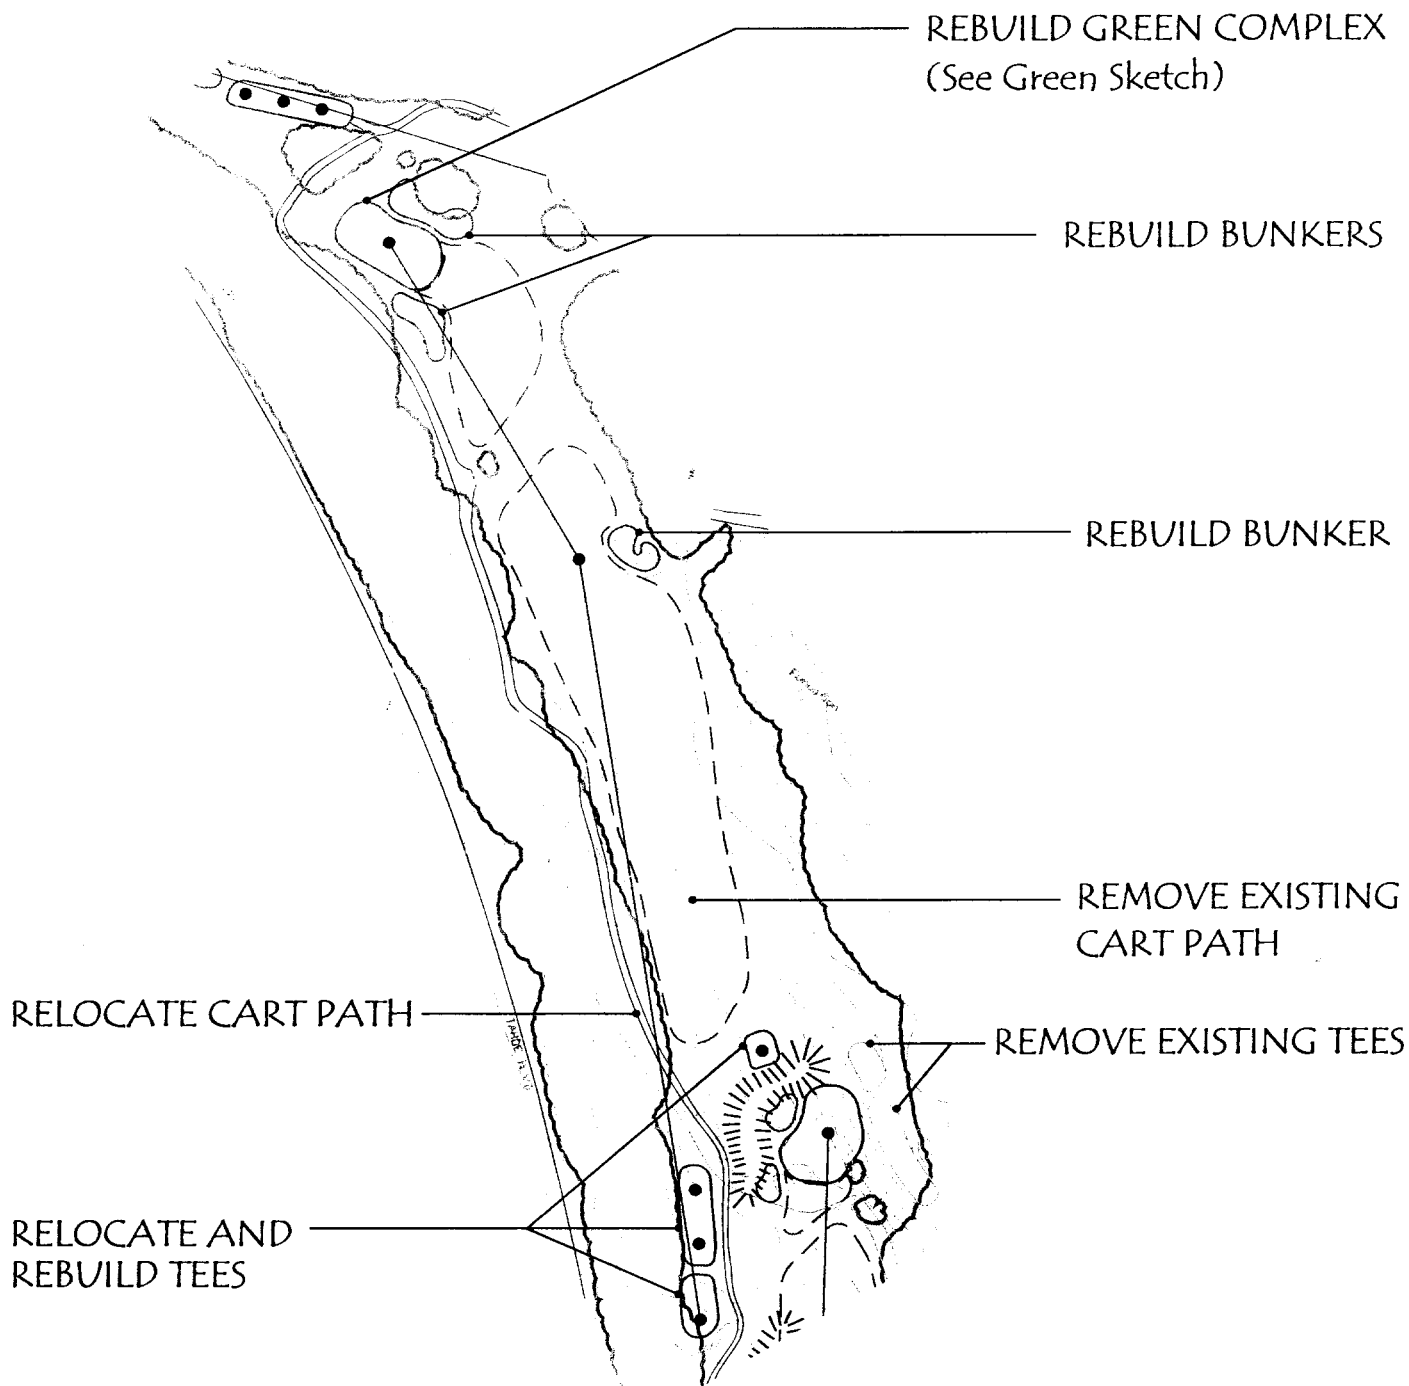 REBUILD GREEN COMPLEX
(See Green Sketch)
REBUILD BUNKERS
REBUILD BUNKER
REMOVE EXISTING
CART PATH
RELOCATE CART PATH
REMOVE EXISTING TEES
RELOCATE AND
REBUILD TEES